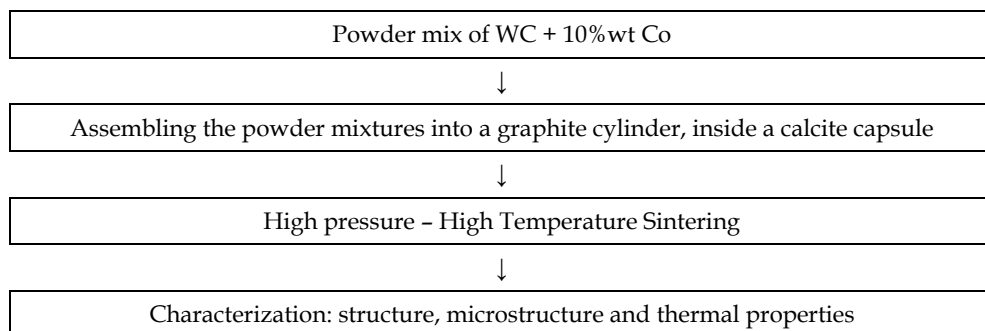 Powder mix of WC + 10%wt Co
↓
Assembling the powder mixtures into a graphite cylinder, inside a calcite capsule
↓
High pressure – High Temperature Sintering
↓
Characterization: structure, microstructure and thermal properties